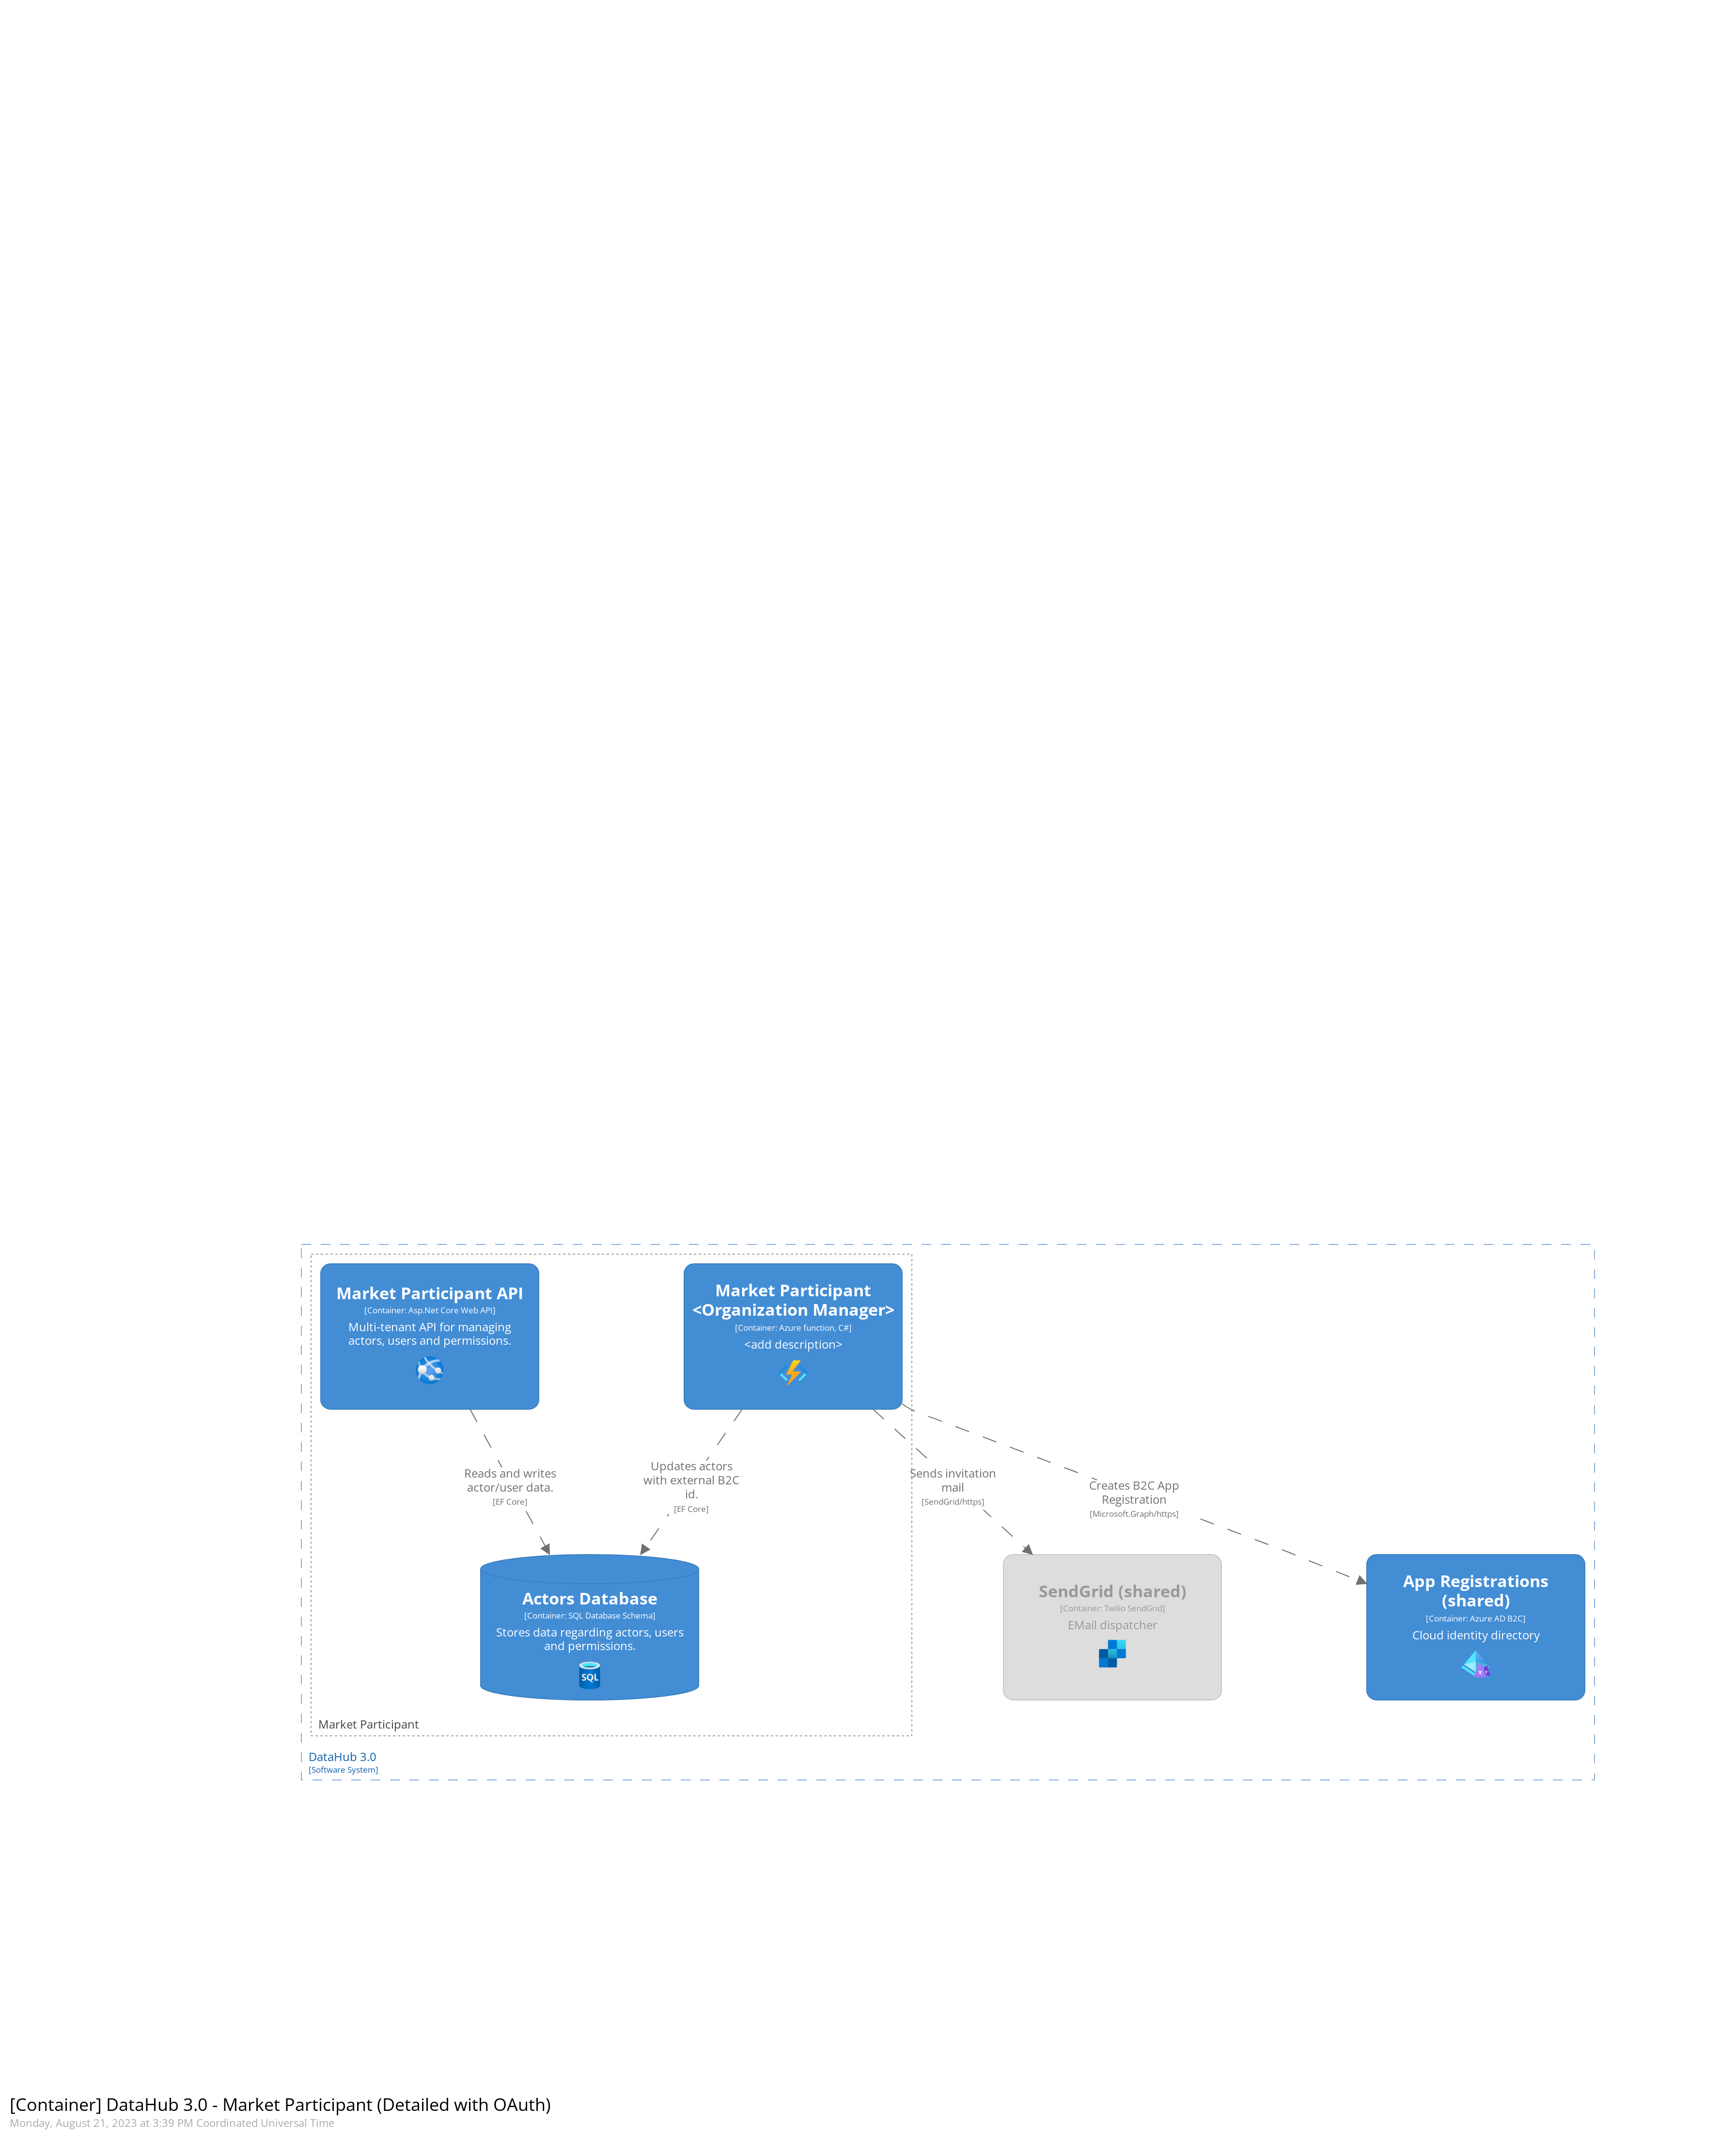 Market Participant API
[Container: Asp.Net Core Web API]
Multi-tenant API for managing
actors, users and permissions.
Market Participant
<Organization Manager>
[Container: Azure function, C#]
<add description>
Reads and writes
actor/user data.
[EF Core]
Updates actors
with external B2C
id.
[EF Core]
Sends invitation
mail
[SendGrid/https]
Creates B2C App
Registration
[Microsoft.Graph/https]
Actors Database
[Container: SQL Database Schema]
Stores data regarding actors, users
and permissions.
SQL
SendGrid (shared)
[Container: Twilio SendGrid]
EMail dispatcher
App Registrations
(shared)
[Container: Azure AD B2C]
Cloud identity directory
Market Participant
DataHub 3.0
[Software System]
[Container] DataHub 3.0 - Market Participant (Detailed with OAuth)
Monday, August 21, 2023 at 3:39 PM Coordinated Universal Time